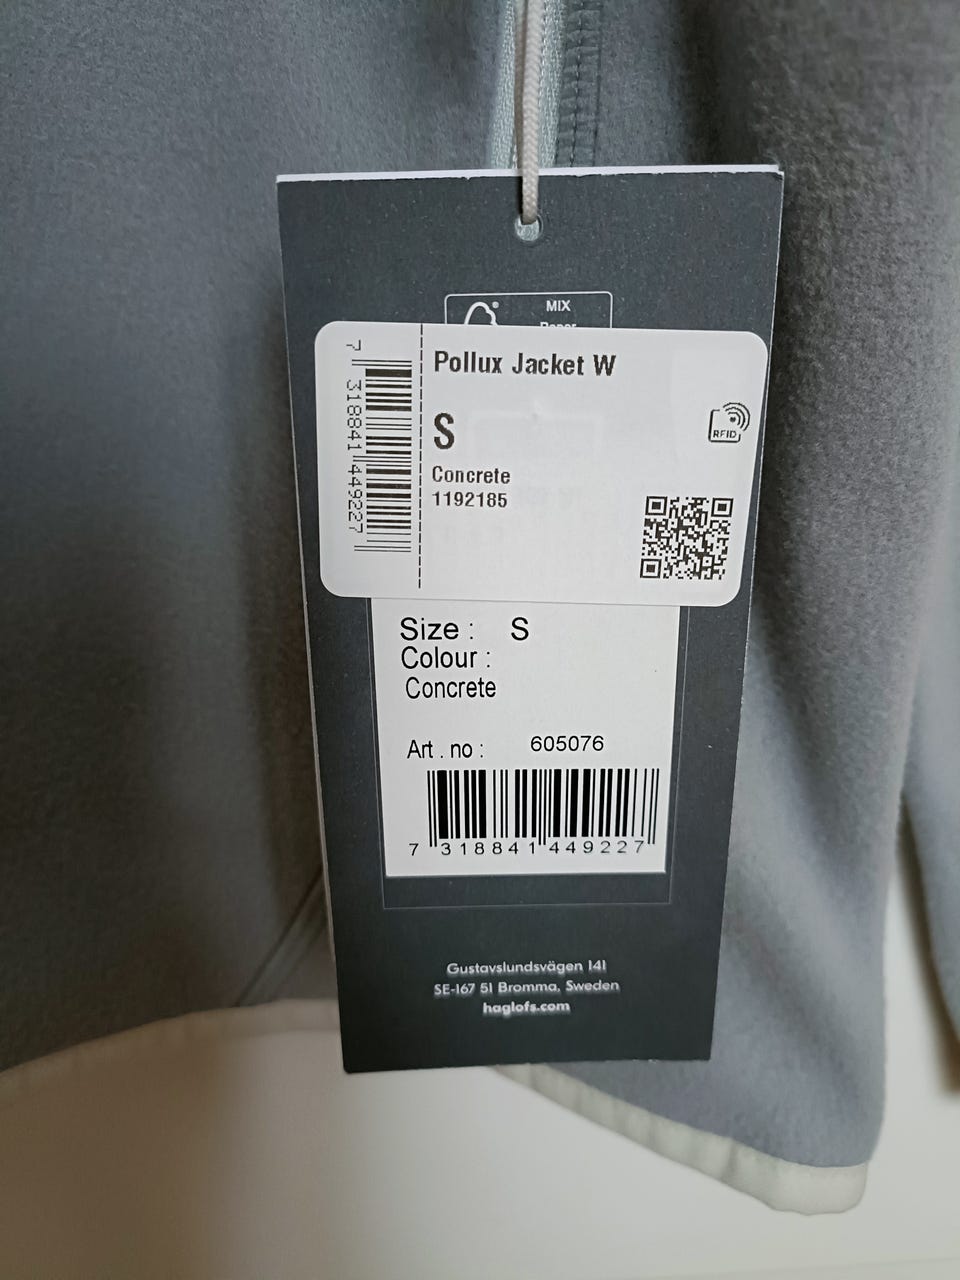 MIX
Paper
7 318841 449227
Pollux Jacket W
S
RFID
Concrete
1192185
Size : S
Colour :
Concrete
Art . no : 605076
7 318841 449227
Gustavslundsvägen 141
SE-167 51 Bromma, Sweden
haglofs.com